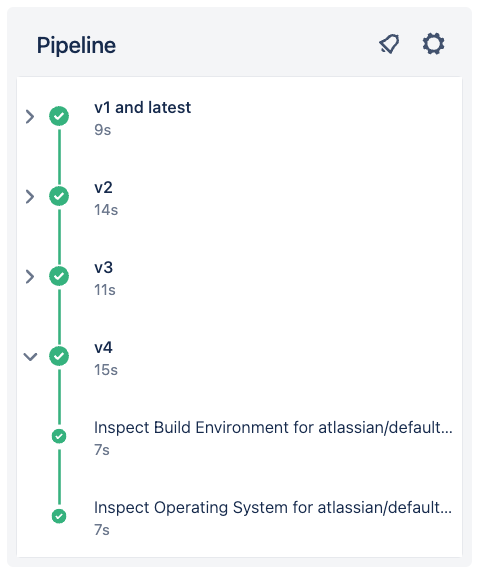 Pipeline
v1 and latest
9s
v2
14s
v3
11s
v4
15s
Inspect Build Environment for atlassian/default...
7s
Inspect Operating System for atlassian/default...
7s